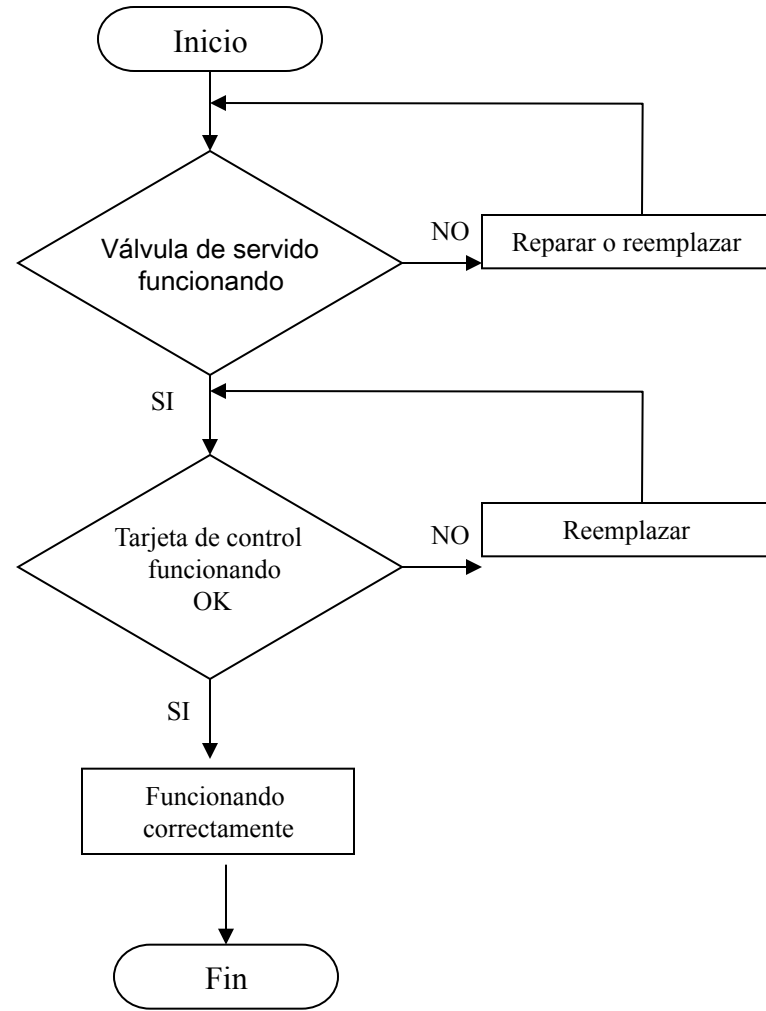 Inicio
Válvula de servido
funcionando
NO
Reparar o reemplazar
SI
Tarjeta de control
funcionando
OK
NO
Reemplazar
SI
Funcionando
correctamente
Fin